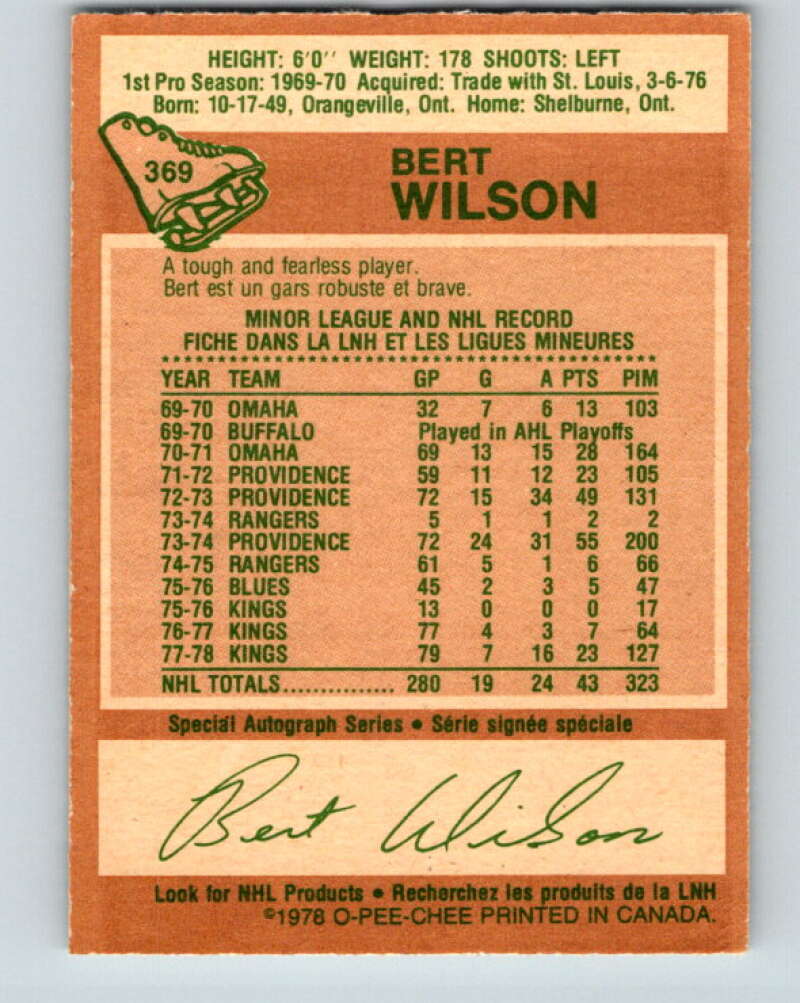 HEIGHT: 6'0'' WEIGHT: 178 SHOOTS: LEFT
1st Pro Season: 1969-70 Acquired: Trade with St. Louis, 3-6-76
Born: 10-17-49, Orangeville, Ont. Home: Shelburne, Ont.
369
BERT
WILSON
A tough and fearless player.
Bert est un gars robuste et brave.
MINOR LEAGUE AND NHL RECORD
FICHE DANS LA LNH ET LES LIGUES MINEURES
YEAR TEAM GP G A PTS PIM
69-70 OMAHA 32 7 6 13 103
69-70 BUFFALO Played in AHL Playoffs
70-71 OMAHA 69 13 15 28 164
71-72 PROVIDENCE 59 11 12 23 105
72-73 PROVIDENCE 72 15 34 49 131
73-74 RANGERS 5 1 1 2 2
73-74 PROVIDENCE 72 24 31 55 200
74-75 RANGERS 61 5 1 6 66
75-76 BLUES 45 2 3 5 47
75-76 KINGS 13 0 0 0 17
76-77 KINGS 77 4 3 7 64
77-78 KINGS 79 7 16 23 127
NHL TOTALS............... 280 19 24 43 323
Special Autograph Series • Série signée spéciale
Bert Wilson
Look for NHL Products • Recherchez les produits de la LNH
©1978 O-PEE-CHEE PRINTED IN CANADA.